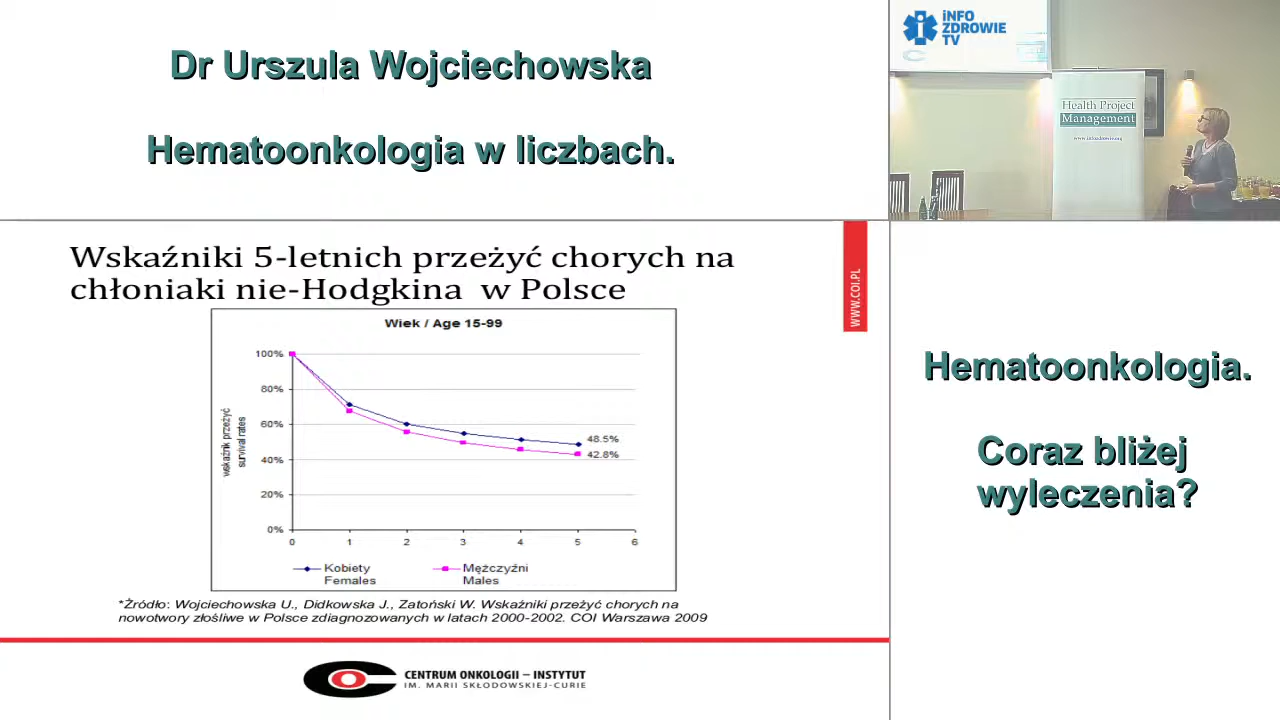 Dr Urszula Wojciechowska
Hematoonkologia w liczbach.
iNFO
ZDROWIE
TV
Health Project
Management
www.infozdrowie.org
Wskaźniki 5-letnich przeżyć chorych na
chłoniaki nie-Hodgkina w Polsce
WWW.COI.PL
Wiek / Age 15-99
100%
80%
60%
40%
20%
0%
wskaźnik przeżyć
survival rates
48.5%
42.8%
0 1 2 3 4 5 6
Kobiety
Females
Mężczyźni
Males
*Źródło: Wojciechowska U., Didkowska J., Zatoński W. Wskaźniki przeżyć chorych na
nowotwory złośliwe w Polsce zdiagnozowanych w latach 2000-2002. COI Warszawa 2009
CENTRUM ONKOLOGII – INSTYTUT
IM. MARII SKŁODOWSKIEJ-CURIE
Hematoonkologia.
Coraz bliżej
wyleczenia?